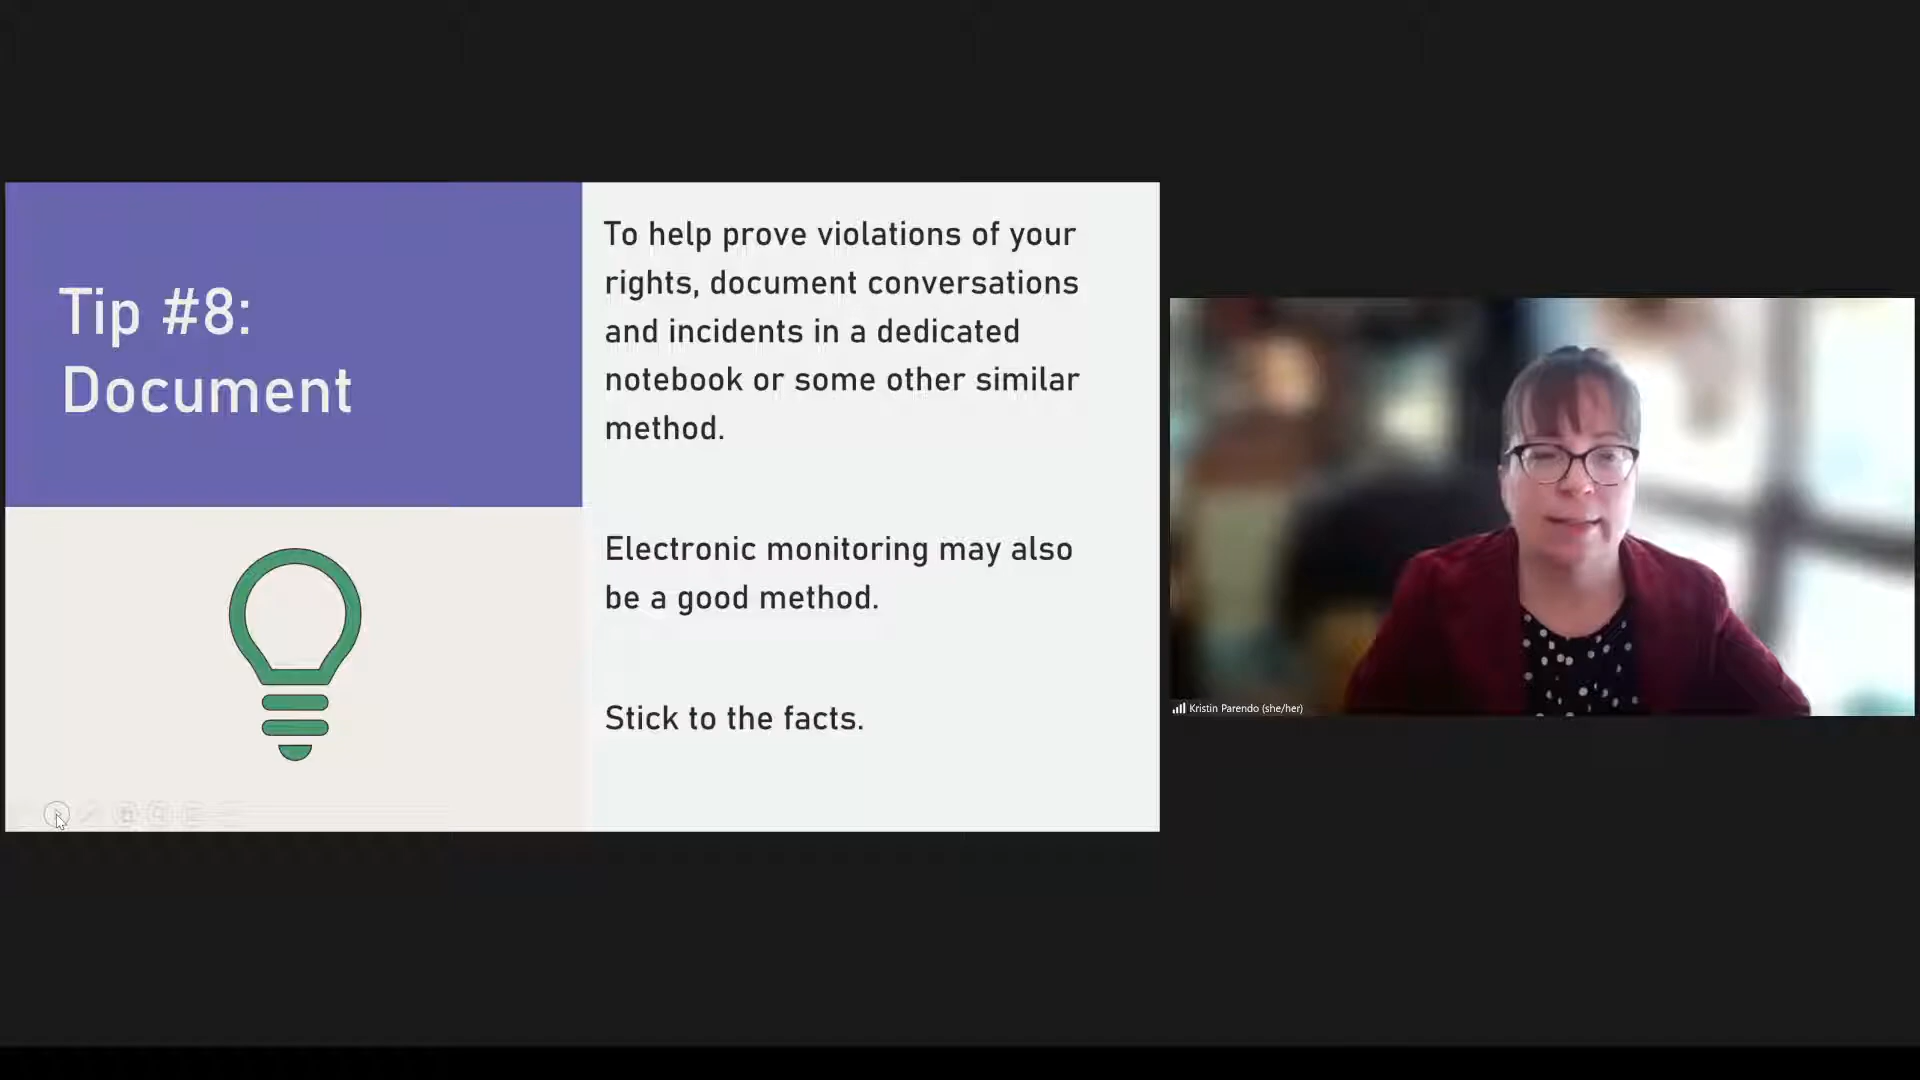 Tip #8:
Document
To help prove violations of your
rights, document conversations
and incidents in a dedicated
notebook or some other similar
method.
Electronic monitoring may also
be a good method.
Stick to the facts.
Kristin Parendo (she/her)